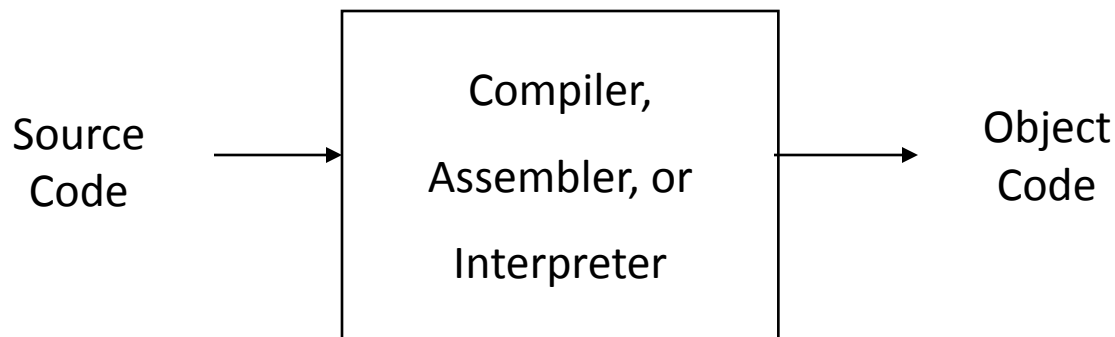 Source
Code
Compiler,
Assembler, or
Interpreter
Object
Code